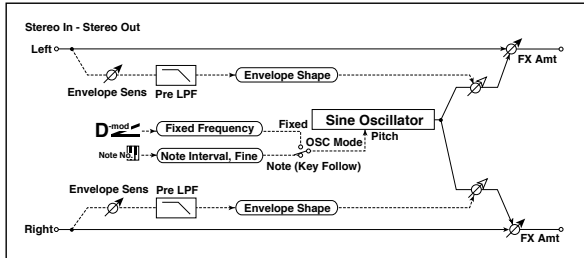 Stereo In - Stereo Out
Left
FX Amt
Envelope Sens
Pre LPF
Envelope Shape
D-mod
Fixed Frequency
Fixed
Sine Oscillator
OSC Mode
Pitch
Note No.
Note Interval, Fine
Note (Key Follow)
Envelope Sens
Pre LPF
Envelope Shape
Right
FX Amt